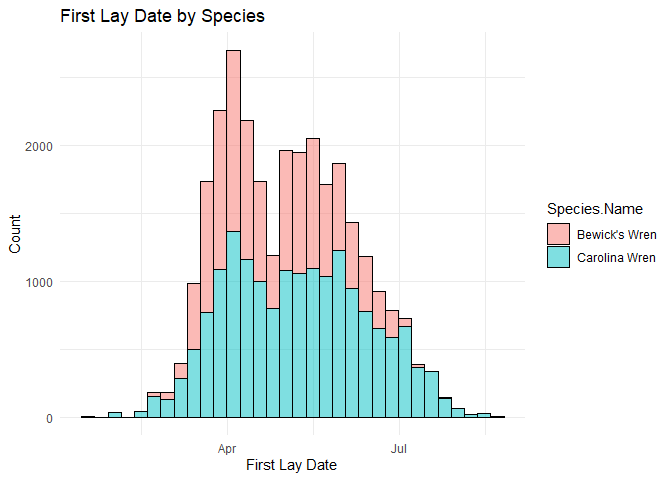 First Lay Date by Species
2000
1000
0
Count
Apr
Jul
First Lay Date
Species.Name
Bewick's Wren
Carolina Wren